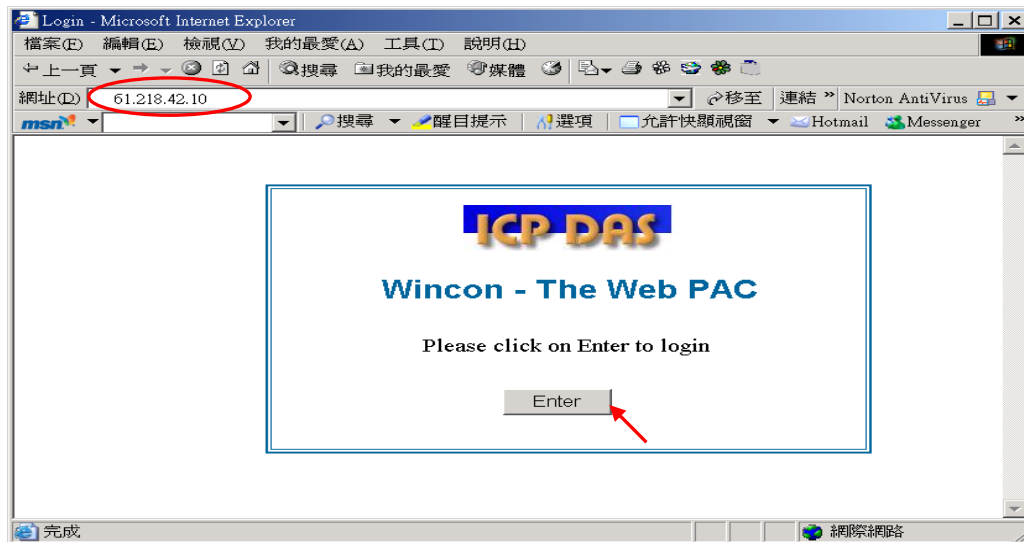 Login - Microsoft Internet Explorer
檔案(F) 編輯(E) 檢視(V) 我的最愛(A) 工具(T) 說明(H)
上一頁 搜尋 我的最愛 媒體
網址(D) 61.218.42.10 移至 連結 » Norton AntiVirus
msn 搜尋 醒目提示 選項 允許快顯視窗 Hotmail Messenger »
ICP DAS
Wincon - The Web PAC
Please click on Enter to login
Enter
完成 網際網路